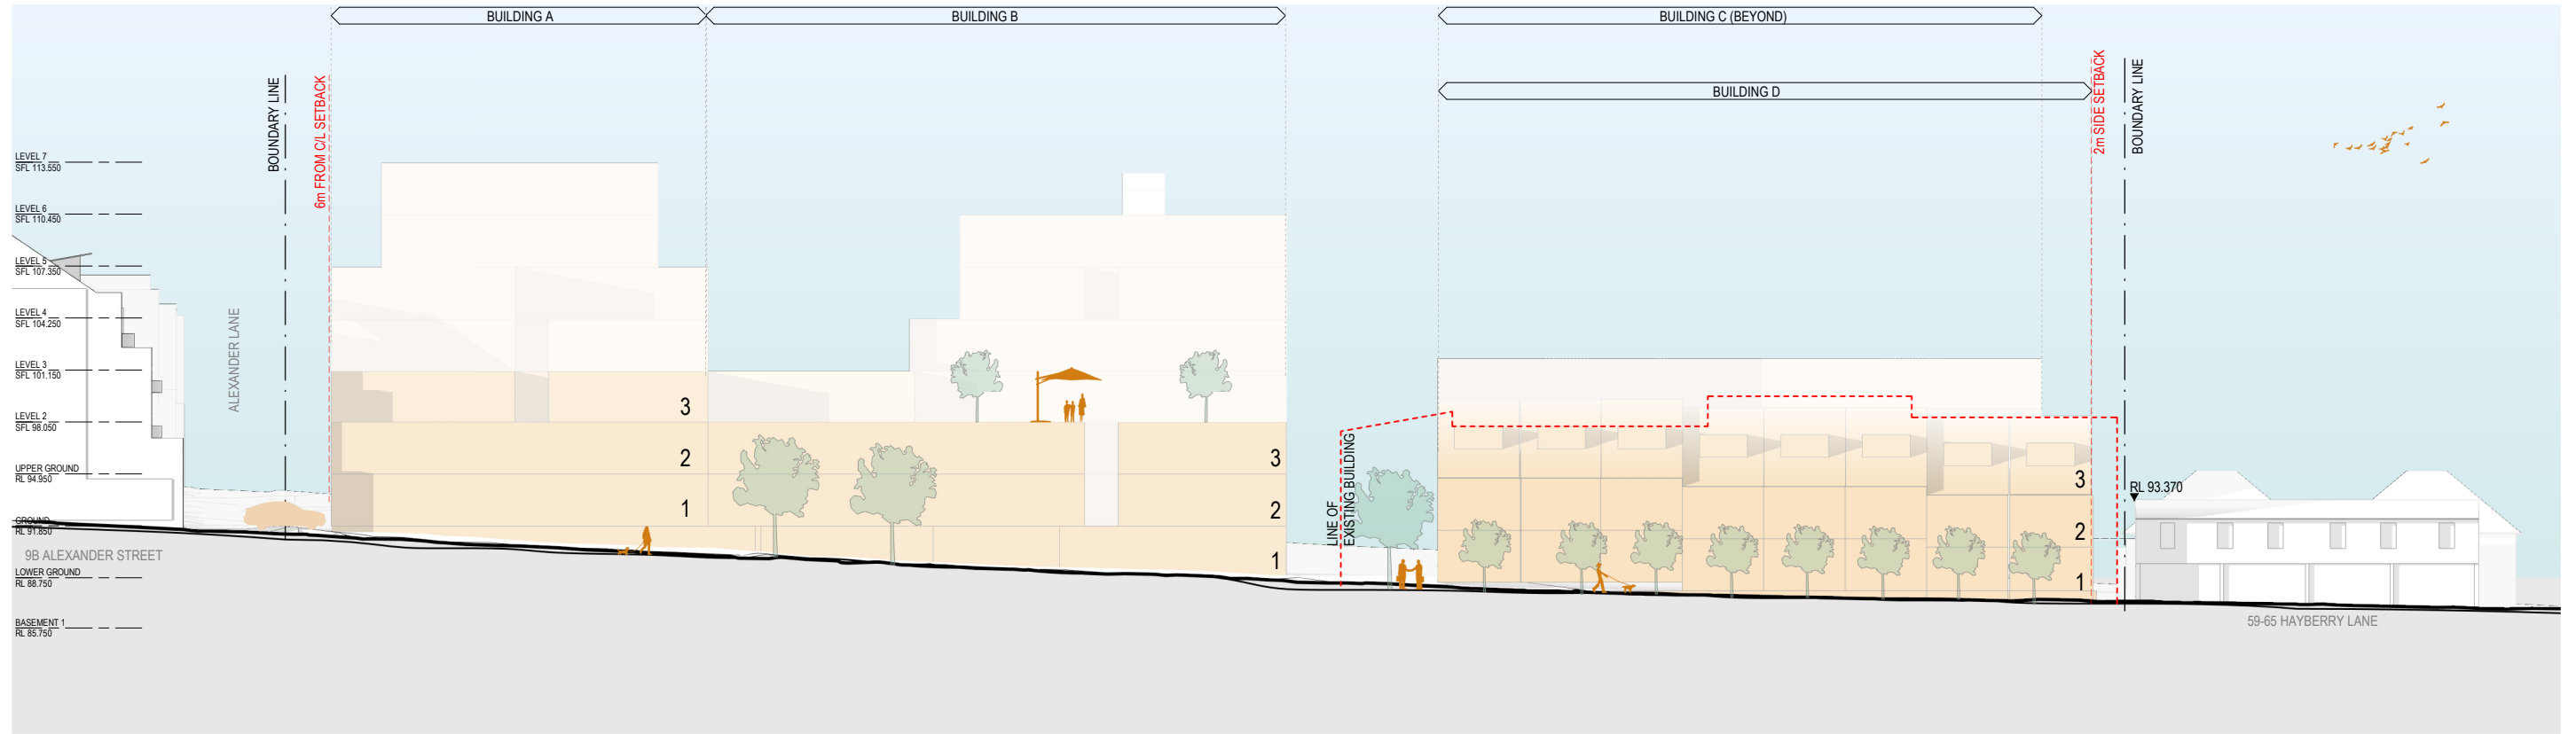 BUILDING A
BUILDING B
BUILDING C (BEYOND)
BUILDING D
BOUNDARY LINE
6m FROM C/L SETBACK
2m SIDE SETBACK
BOUNDARY LINE
LEVEL 7
SFL 113.550
LEVEL 6
SFL 110.450
LEVEL 5
SFL 107.350
LEVEL 4
SFL 104.250
LEVEL 3
SFL 101.150
LEVEL 2
SFL 98.050
UPPER GROUND
RL 94.950
GROUND
RL 91.850
LOWER GROUND
RL 88.750
BASEMENT 1
RL 85.750
9B ALEXANDER STREET
ALEXANDER LANE
3
2
1
3
2
1
LINE OF
EXISTING BUILDING
3
2
1
RL 93.370
59-65 HAYBERRY LANE